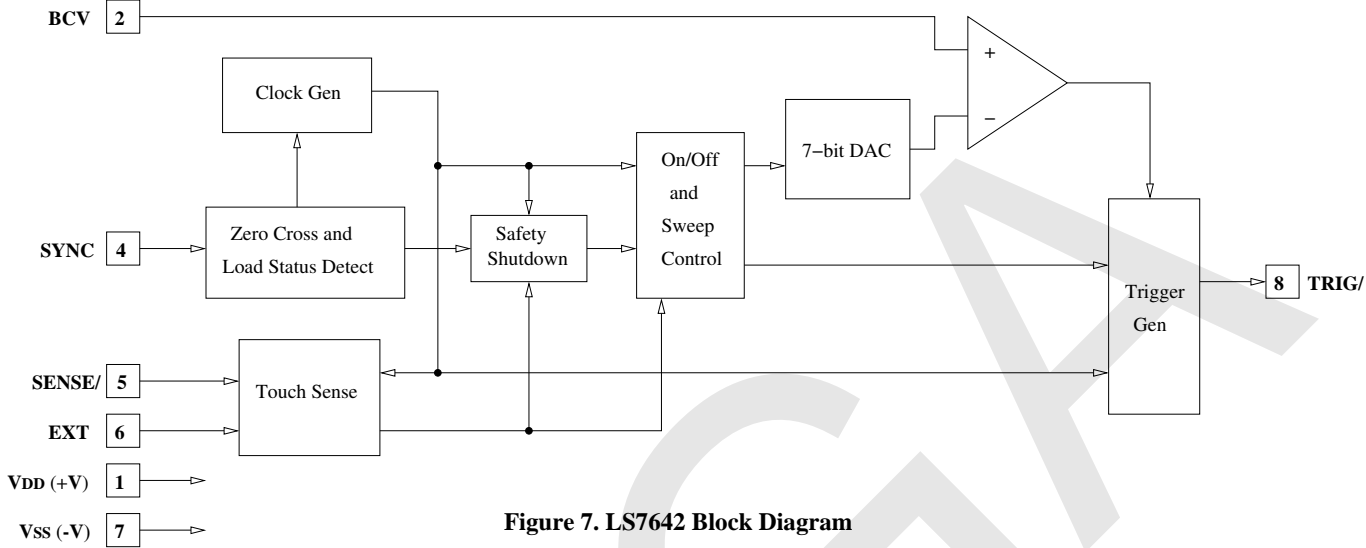 BCV 2
+
Clock Gen
−
7−bit DAC
On/Off
and
Sweep
Control
SYNC 4
Zero Cross and
Load Status Detect
Safety
Shutdown
8 TRIG/
Trigger
Gen
SENSE/ 5
Touch Sense
EXT 6
VDD (+V) 1
VSS (-V) 7
Figure 7. LS7642 Block Diagram
GA